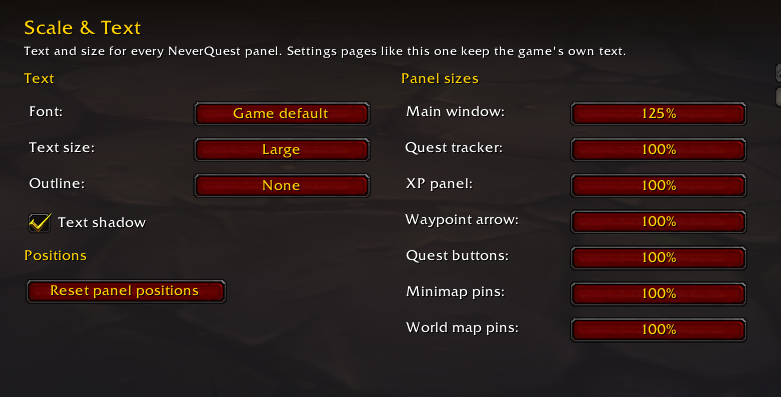 Scale & Text
Text and size for every NeverQuest panel. Settings pages like this one keep the game's own text.
Text
Font: Game default
Text size: Large
Outline: None
Text shadow
Positions
Reset panel positions
Panel sizes
Main window: 125%
Quest tracker: 100%
XP panel: 100%
Waypoint arrow: 100%
Quest buttons: 100%
Minimap pins: 100%
World map pins: 100%